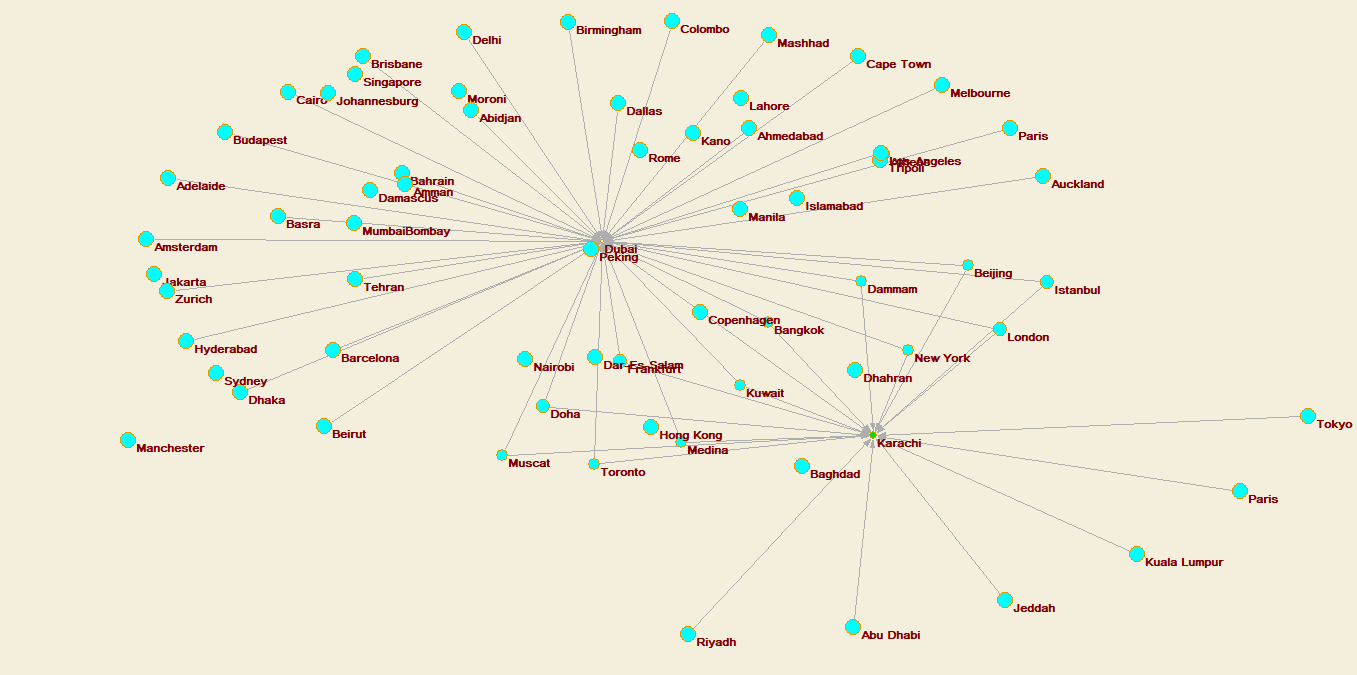 Birmingham
Colombo
Delhi
Mashhad
Brisbane
Cape Town
Singapore
Melbourne
Cairo
Johannesburg
Moroni
Lahore
Dallas
Abidjan
Paris
Ahmedabad
Budapest
Kano
Rome
Los Angeles
Tripoli
Bahrain
Auckland
Adelaide
Amman
Damascus
Islamabad
Manila
Basra
MumbaiBombay
Amsterdam
Dubai
Peking
Beijing
Jakarta
Tehran
Dammam
Istanbul
Zurich
Copenhagen
Bangkok
London
Hyderabad
Barcelona
New York
Nairobi
Dar-Es-Salam
Frankfurt
Dhahran
Sydney
Kuwait
Dhaka
Doha
Tokyo
Beirut
Hong Kong
Karachi
Manchester
Medina
Muscat
Toronto
Baghdad
Paris
Kuala Lumpur
Jeddah
Abu Dhabi
Riyadh